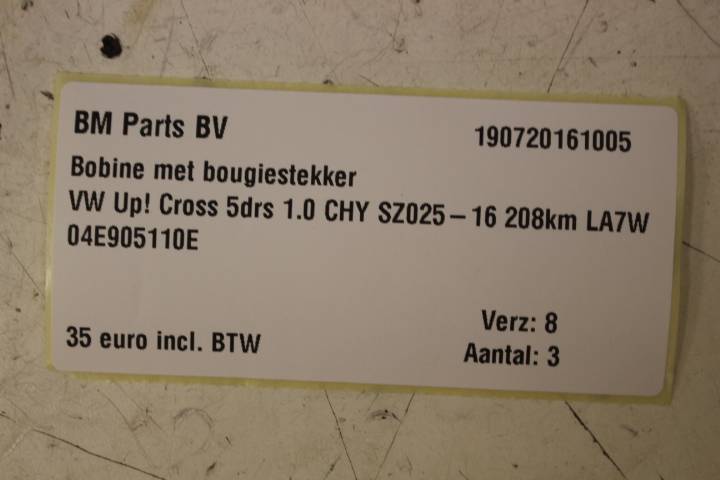 BM Parts BV 190720161005
Bobine met bougiestekker
VW Up! Cross 5drs 1.0 CHY SZ025-16 208km LA7W
04E905110E
Verz: 8
35 euro incl. BTW Aantal: 3